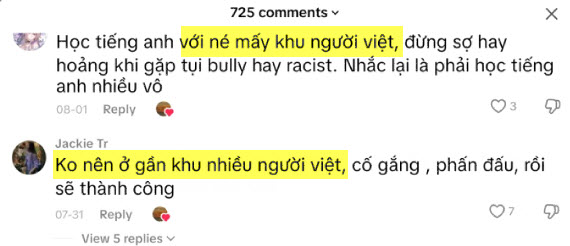 725 comments
Học tiếng anh với né mấy khu người việt, đừng sợ hay
hoảng khi gặp tụi bully hay racist. Nhắc lại là phải học tiếng
anh nhiều vô
08-01 Reply 3
Jackie Tr
Ko nên ở gần khu nhiều người việt, cố gắng , phấn đấu, rồi
sẽ thành công
07-31 Reply 7
View 5 replies